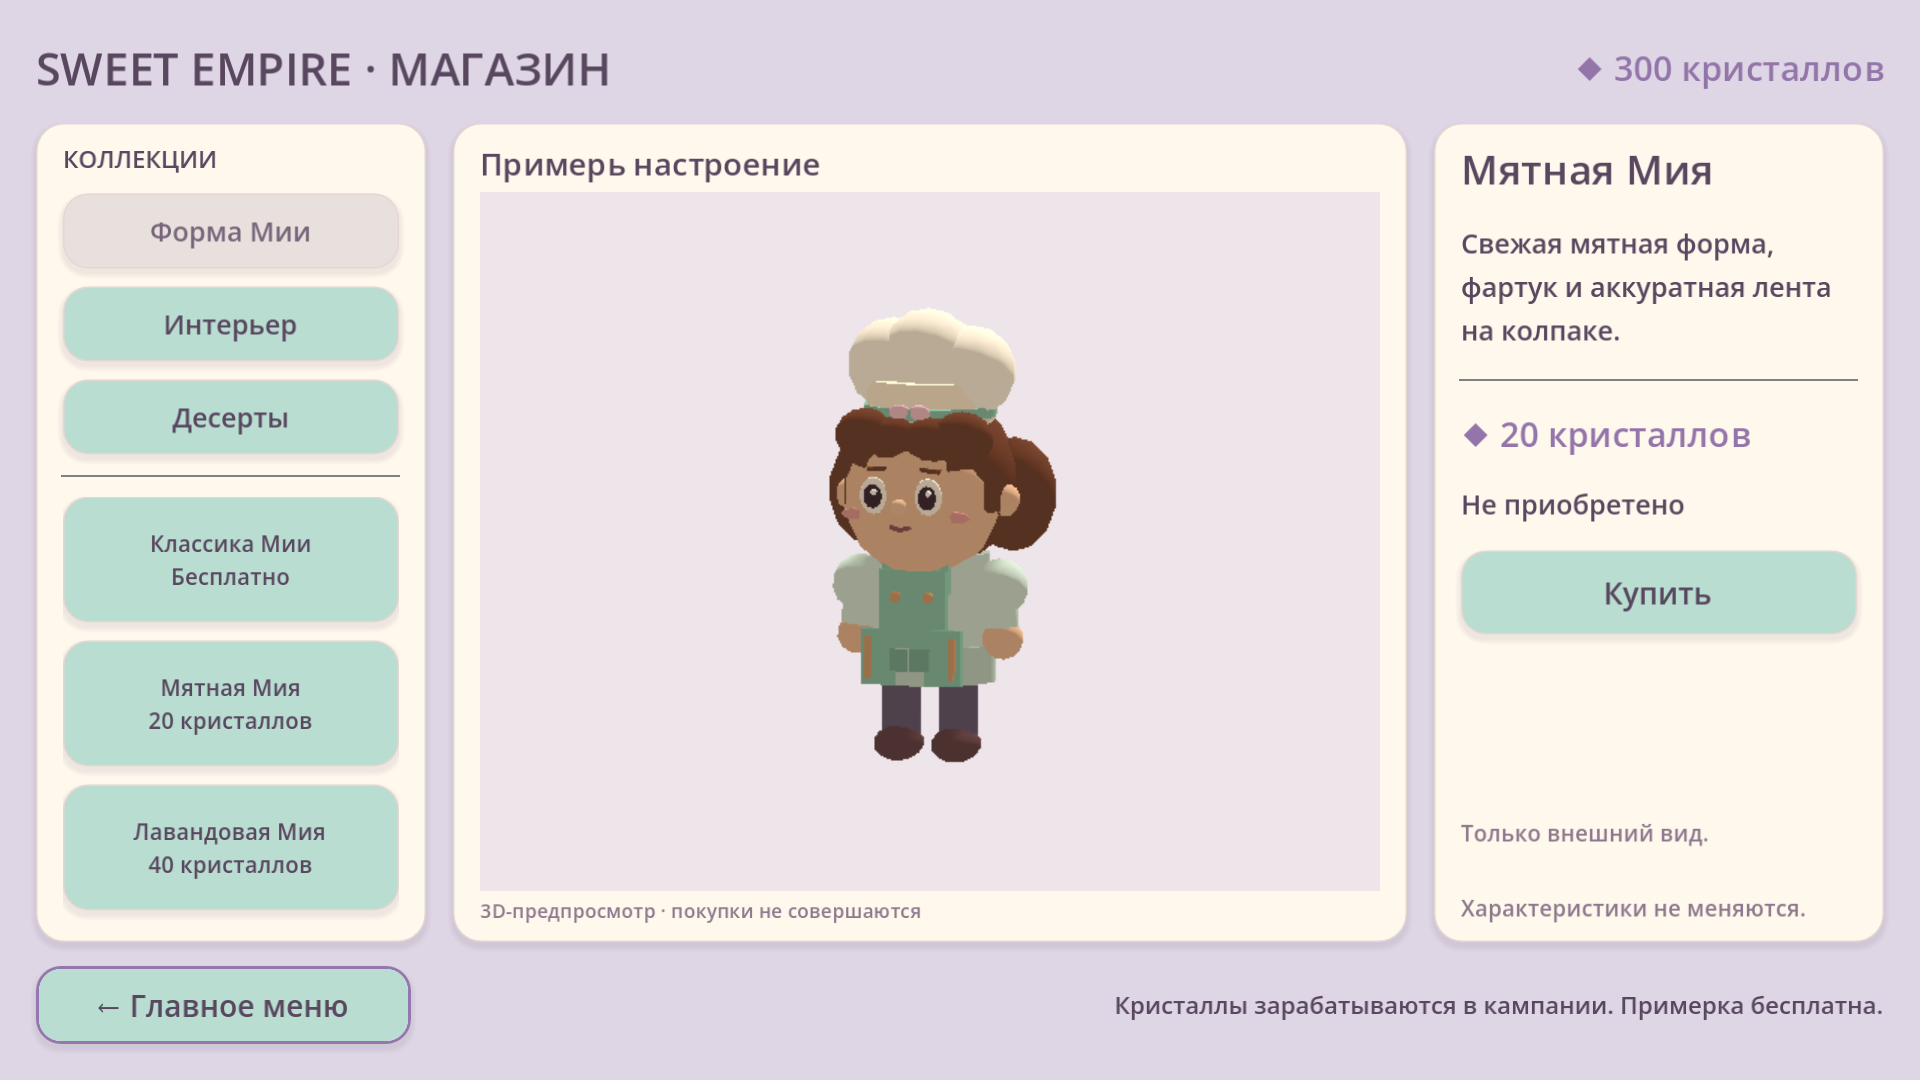 SWEET EMPIRE · МАГАЗИН
◆ 300 кристаллов
КОЛЛЕКЦИИ
Форма Мии
Интерьер
Десерты
Классика Мии
Бесплатно
Мятная Мия
20 кристаллов
Лавандовая Мия
40 кристаллов
Примерь настроение
3D-предпросмотр · покупки не совершаются
Мятная Мия
Свежая мятная форма,
фартук и аккуратная лента
на колпаке.
◆ 20 кристаллов
Не приобретено
Купить
Только внешний вид.
Характеристики не меняются.
← Главное меню
Кристаллы зарабатываются в кампании. Примерка бесплатна.